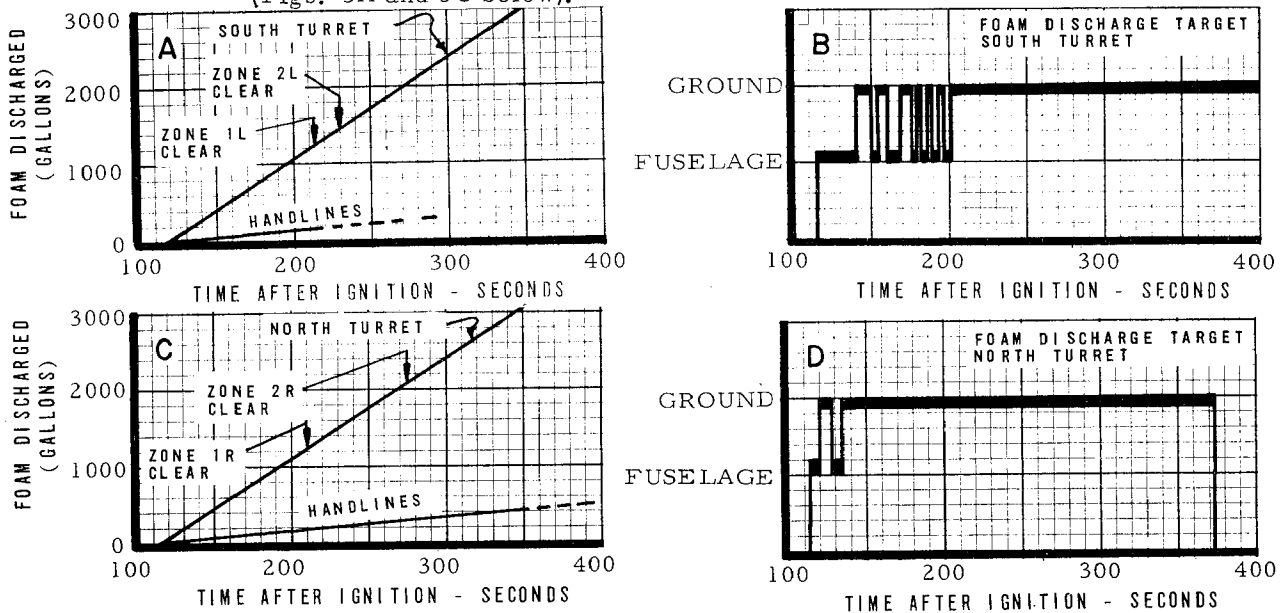 (Figs. 5A and 5C below).
A
SOUTH TURRET
ZONE 2L
CLEAR
ZONE 1L
CLEAR
HANDLINES
FOAM DISCHARGED
(GALLONS)
3000
2000
1000
0
100 200 300 400
TIME AFTER IGNITION - SECONDS
B
FOAM DISCHARGE TARGET
SOUTH TURRET
GROUND
FUSELAGE
100 200 300 400
TIME AFTER IGNITION - SECONDS
C
NORTH TURRET
ZONE 2R
CLEAR
ZONE 1R
CLEAR
HANDLINES
FOAM DISCHARGED
(GALLONS)
3000
2000
1000
0
100 200 300 400
TIME AFTER IGNITION - SECONDS
D
FOAM DISCHARGE TARGET
NORTH TURRET
GROUND
FUSELAGE
100 200 300 400
TIME AFTER IGNITION - SECONDS